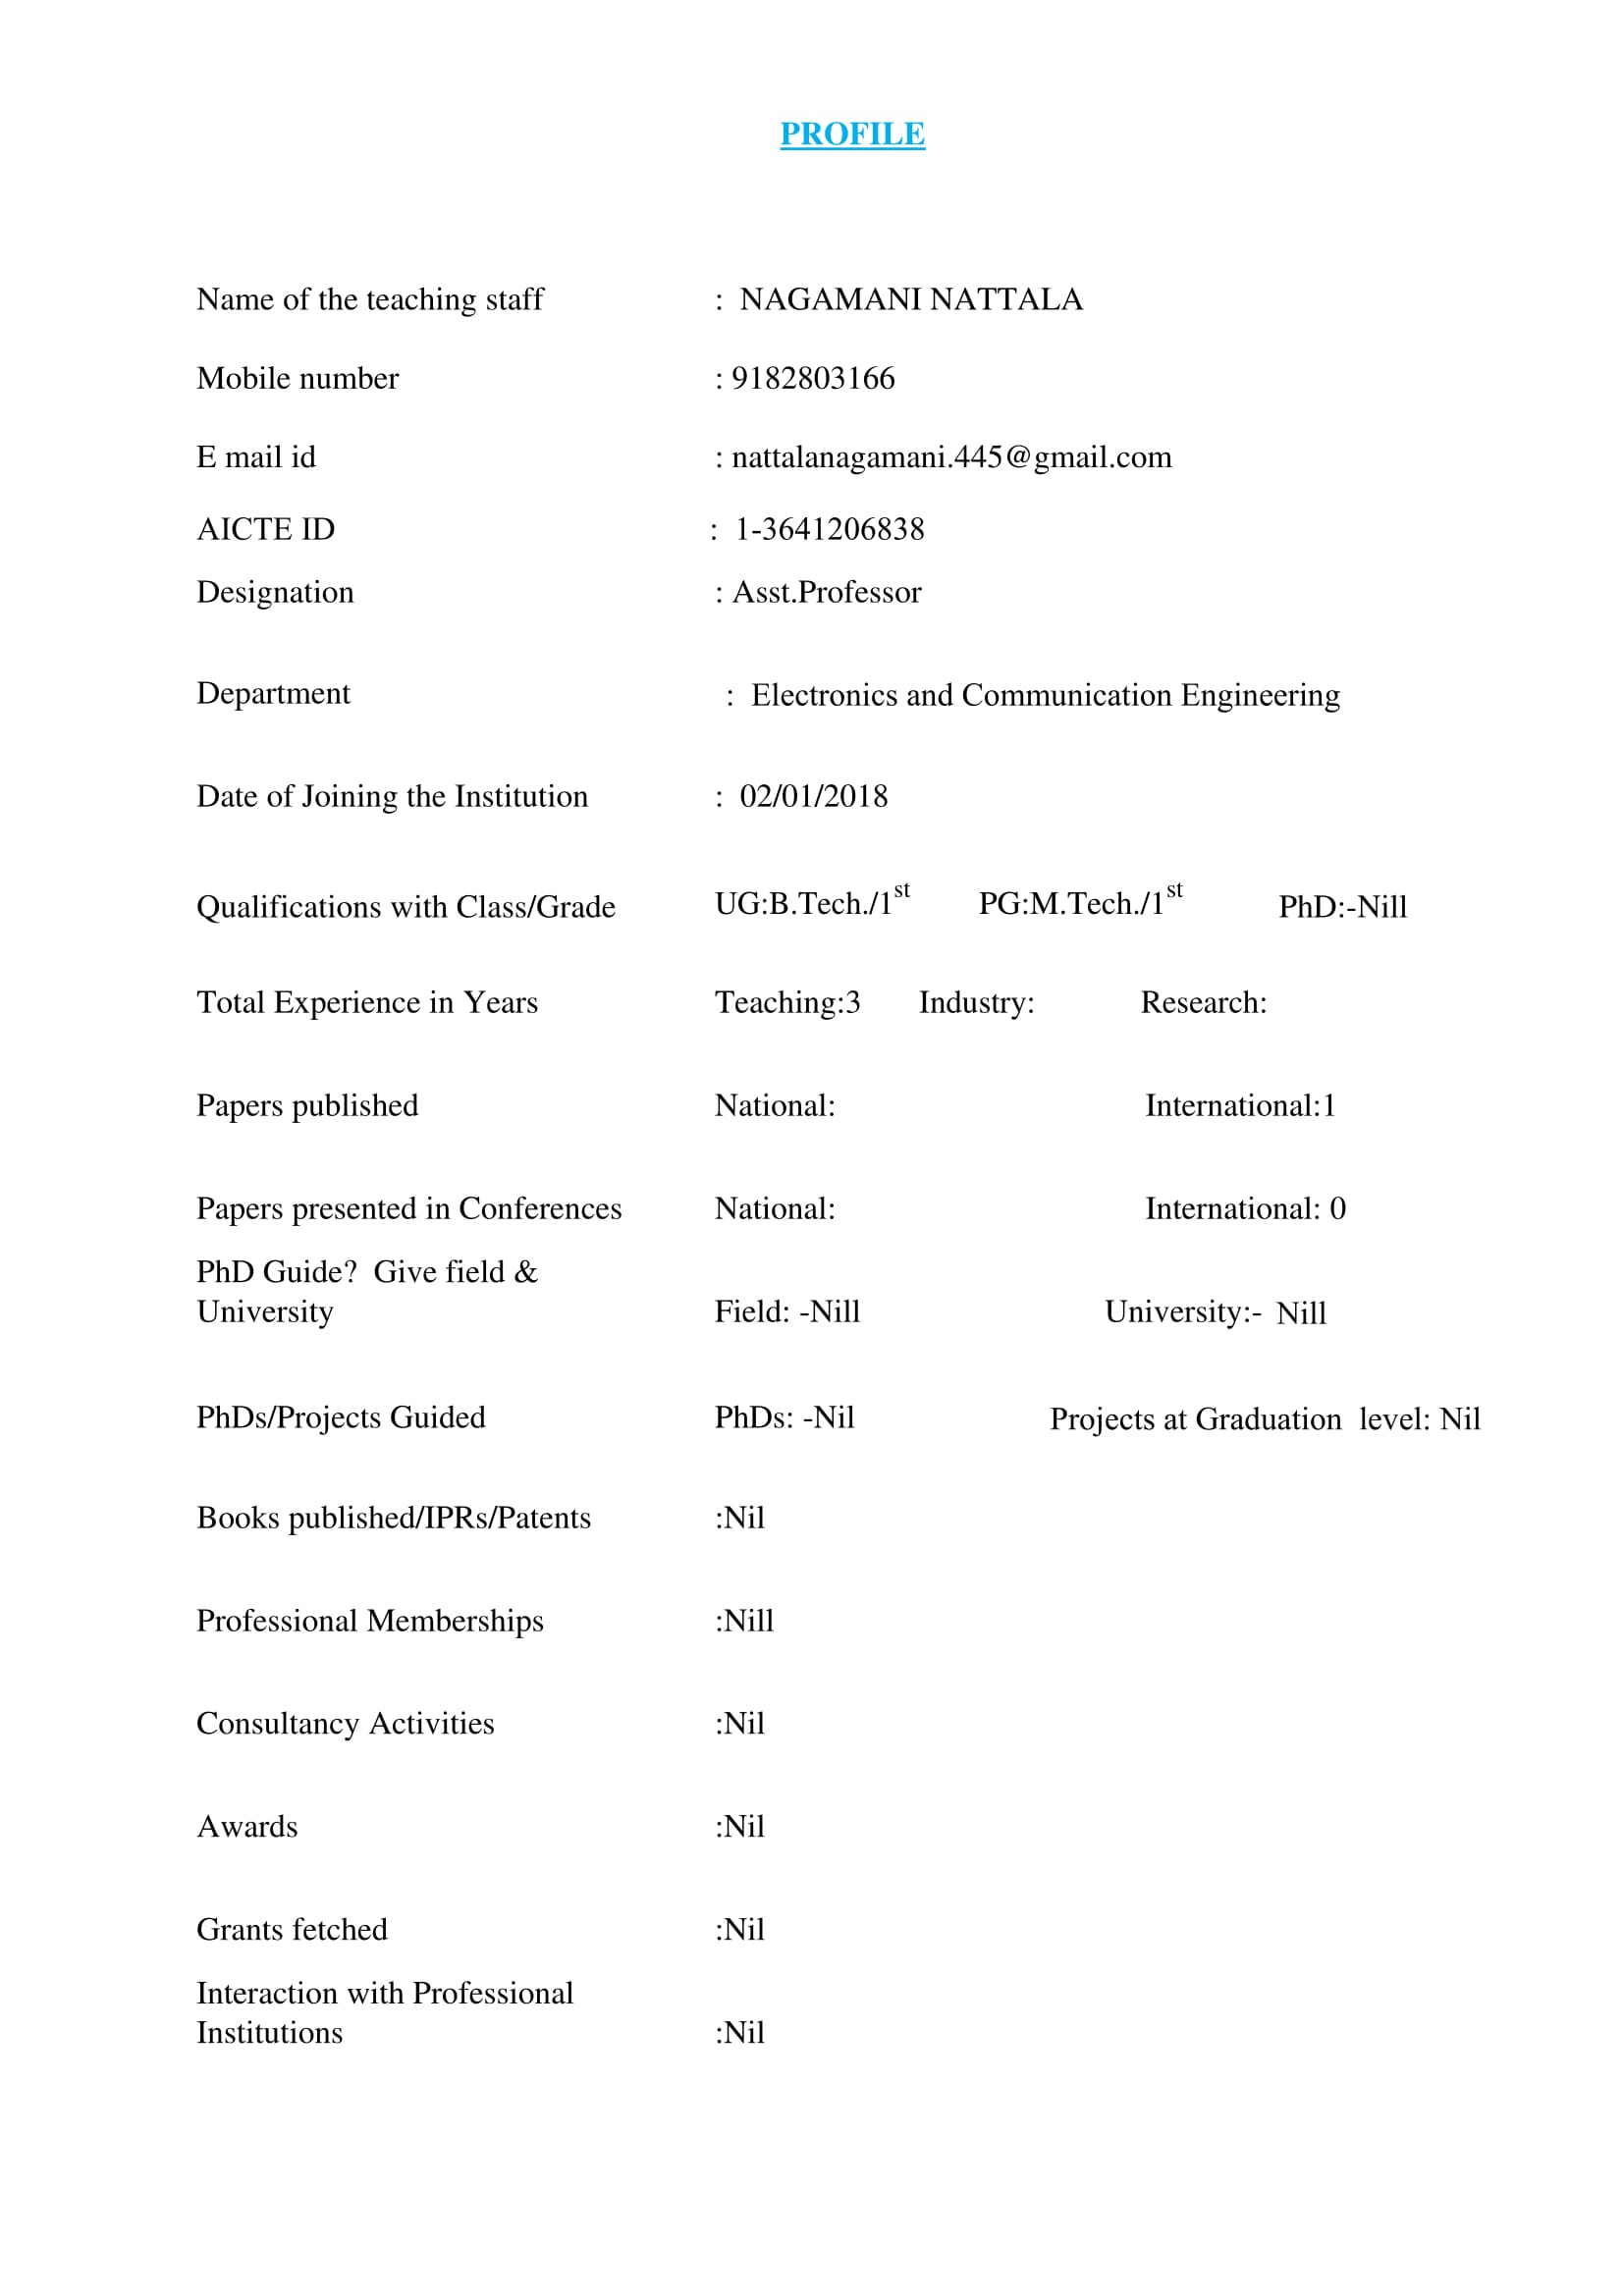 PROFILE
Name of the teaching staff : NAGAMANI NATTALA
Mobile number : 9182803166
E mail id : nattalanagamani.445@gmail.com
AICTE ID : 1-3641206838
Designation : Asst.Professor
Department : Electronics and Communication Engineering
Date of Joining the Institution : 02/01/2018
Qualifications with Class/Grade UG:B.Tech./1st PG:M.Tech./1st PhD:-Nill
Total Experience in Years Teaching:3 Industry: Research:
Papers published National: International:1
Papers presented in Conferences National: International: 0
PhD Guide? Give field &
University Field: -Nill University:- Nill
PhDs/Projects Guided PhDs: -Nil Projects at Graduation level: Nil
Books published/IPRs/Patents :Nil
Professional Memberships :Nill
Consultancy Activities :Nil
Awards :Nil
Grants fetched :Nil
Interaction with Professional
Institutions :Nil